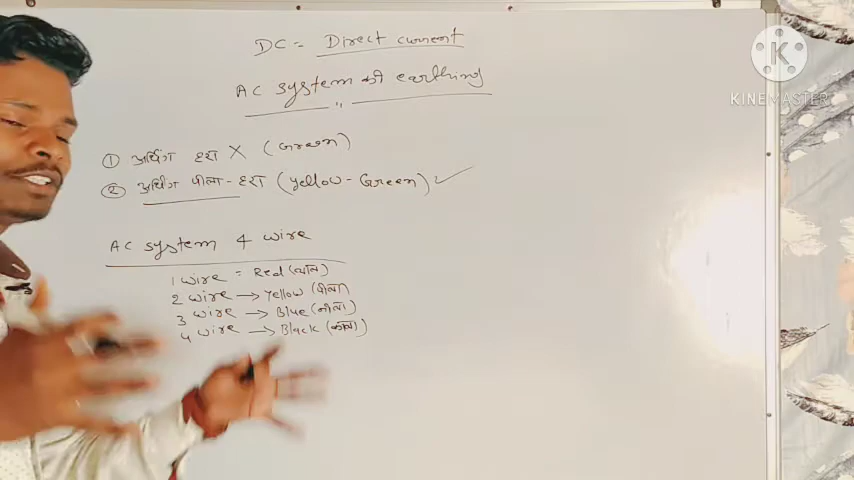 DC = Direct current
AC system की earthing
"
① अर्थिंग हरा X (Green)
② अर्थिंग पीला - हरा (Yellow - Green) ✓
AC system 4 wire
1 wire = Red (लाल)
2 wire → Yellow (पीला)
3 wire → Blue (नीला)
4 wire → Black (काला)
K
KINEMASTER